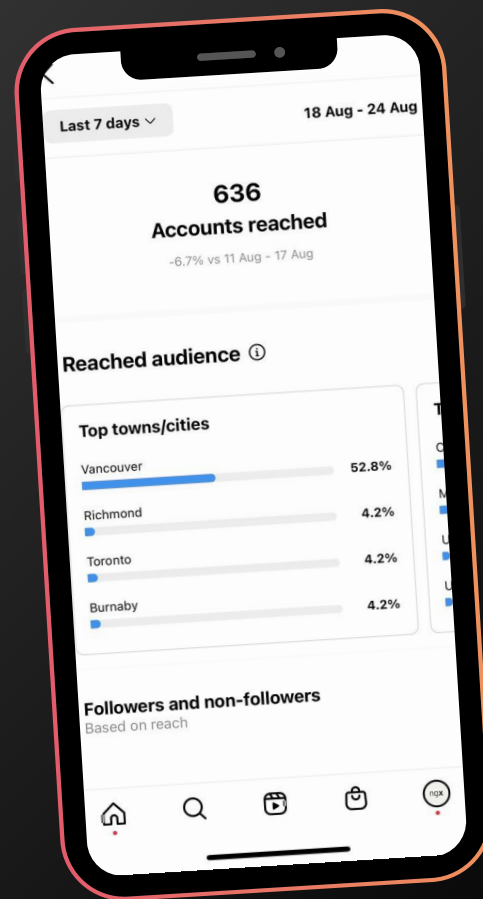 Last 7 days
18 Aug - 24 Aug
636
Accounts reached
-6.7% vs 11 Aug - 17 Aug
Reached audience
Top towns/cities
Vancouver
52.8%
Richmond
4.2%
Toronto
4.2%
Burnaby
4.2%
Followers and non-followers
Based on reach